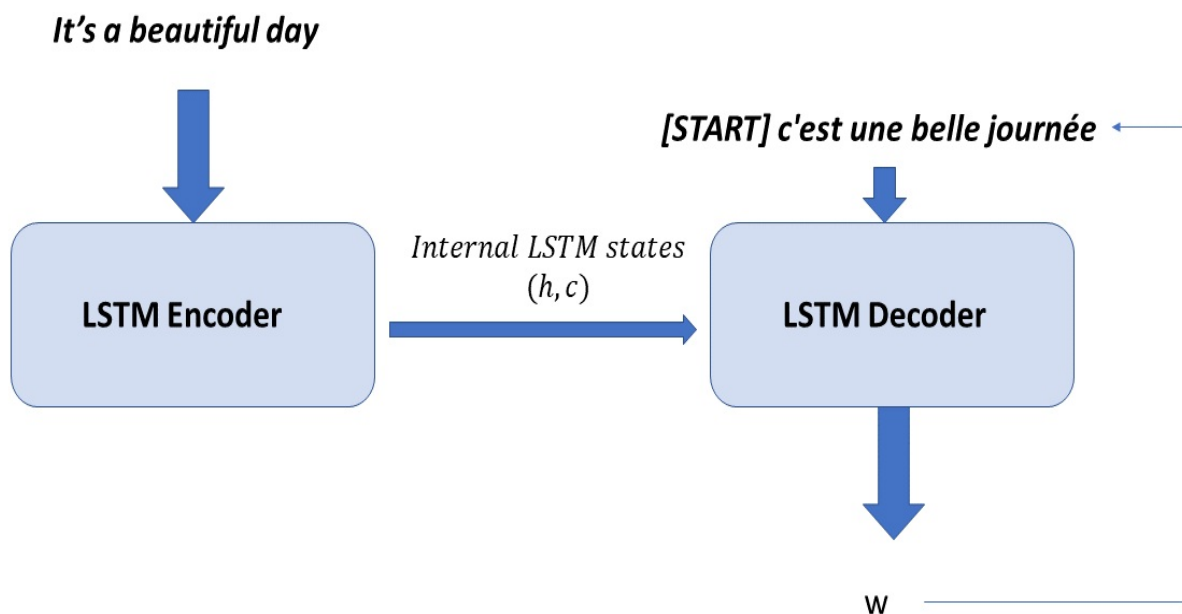 It’s a beautiful day
[START] c'est une belle journée
Internal LSTM states
(h, c)
LSTM Encoder
LSTM Decoder
w